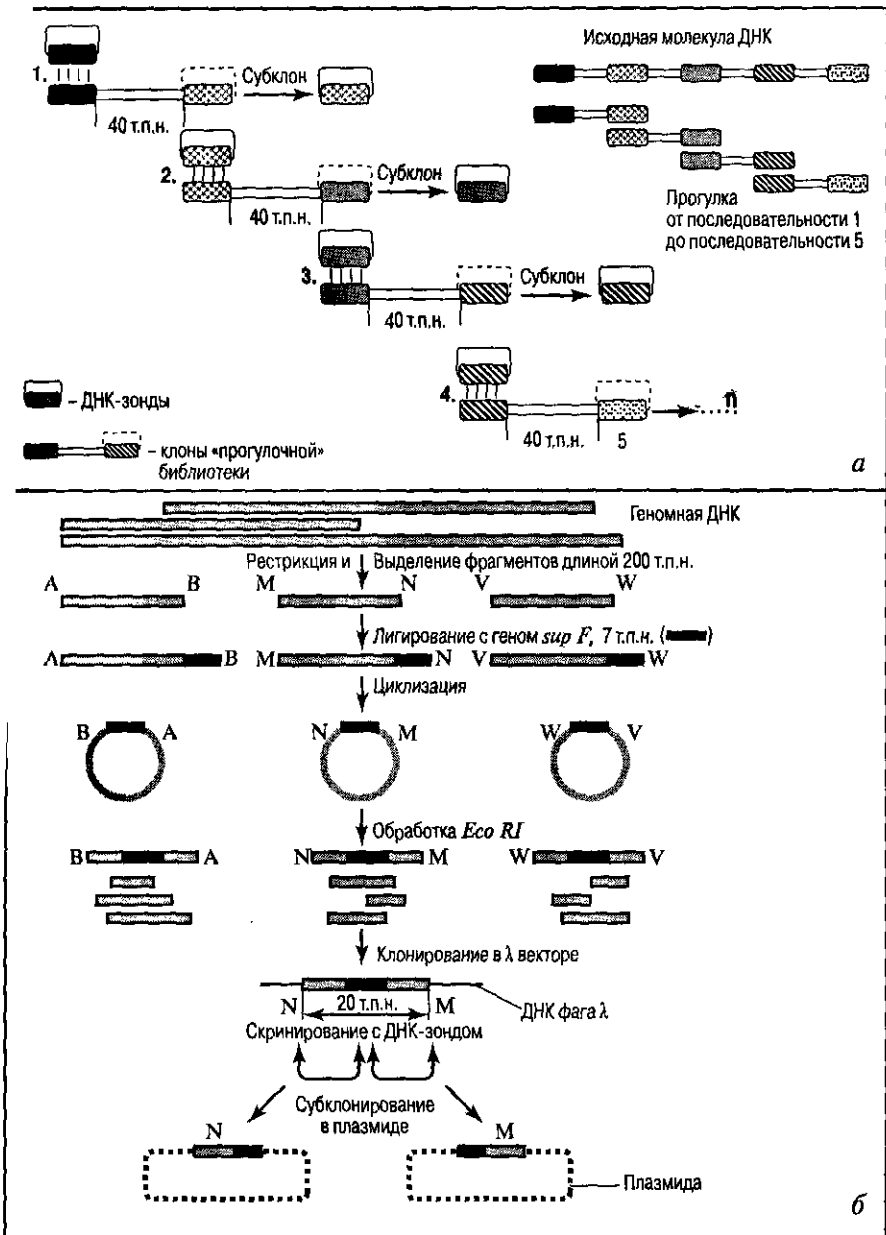 Исходная молекула ДНК
1.
Субклон
40 т.п.н.
2.
Субклон
40 т.п.н.
Прогулка
от последовательности 1
до последовательности 5
3.
Субклон
40 т.п.н.
4.
n
40 т.п.н.
5
– ДНК-зонды
– клоны «прогулочной»
библиотеки
а
Геномная ДНК
Рестрикция и Выделение фрагментов длиной 200 т.п.н.
A B M N V W
Лигирование с геном sup F, 7 т.п.н. ( )
A B M N V W
Циклизация
B A N M W V
Обработка Eco RI
B A N M W V
Клонирование в λ векторе
N 20 т.п.н. M
ДНК фага λ
Скринирование с ДНК-зондом
Субклонирование
в плазмиде
N M
Плазмида
б